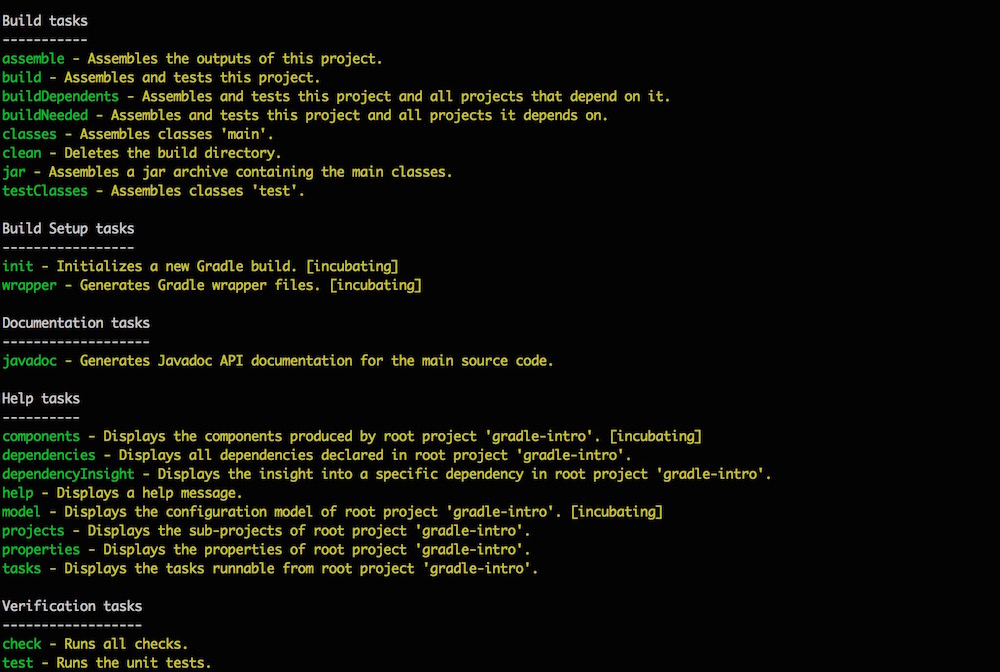 Build tasks
-----------
assemble - Assembles the outputs of this project.
build - Assembles and tests this project.
buildDependents - Assembles and tests this project and all projects that depend on it.
buildNeeded - Assembles and tests this project and all projects it depends on.
classes - Assembles classes 'main'.
clean - Deletes the build directory.
jar - Assembles a jar archive containing the main classes.
testClasses - Assembles classes 'test'.

Build Setup tasks
-----------------
init - Initializes a new Gradle build. [incubating]
wrapper - Generates Gradle wrapper files. [incubating]

Documentation tasks
-------------------
javadoc - Generates Javadoc API documentation for the main source code.

Help tasks
----------
components - Displays the components produced by root project 'gradle-intro'. [incubating]
dependencies - Displays all dependencies declared in root project 'gradle-intro'.
dependencyInsight - Displays the insight into a specific dependency in root project 'gradle-intro'.
help - Displays a help message.
model - Displays the configuration model of root project 'gradle-intro'. [incubating]
projects - Displays the sub-projects of root project 'gradle-intro'.
properties - Displays the properties of root project 'gradle-intro'.
tasks - Displays the tasks runnable from root project 'gradle-intro'.

Verification tasks
------------------
check - Runs all checks.
test - Runs the unit tests.